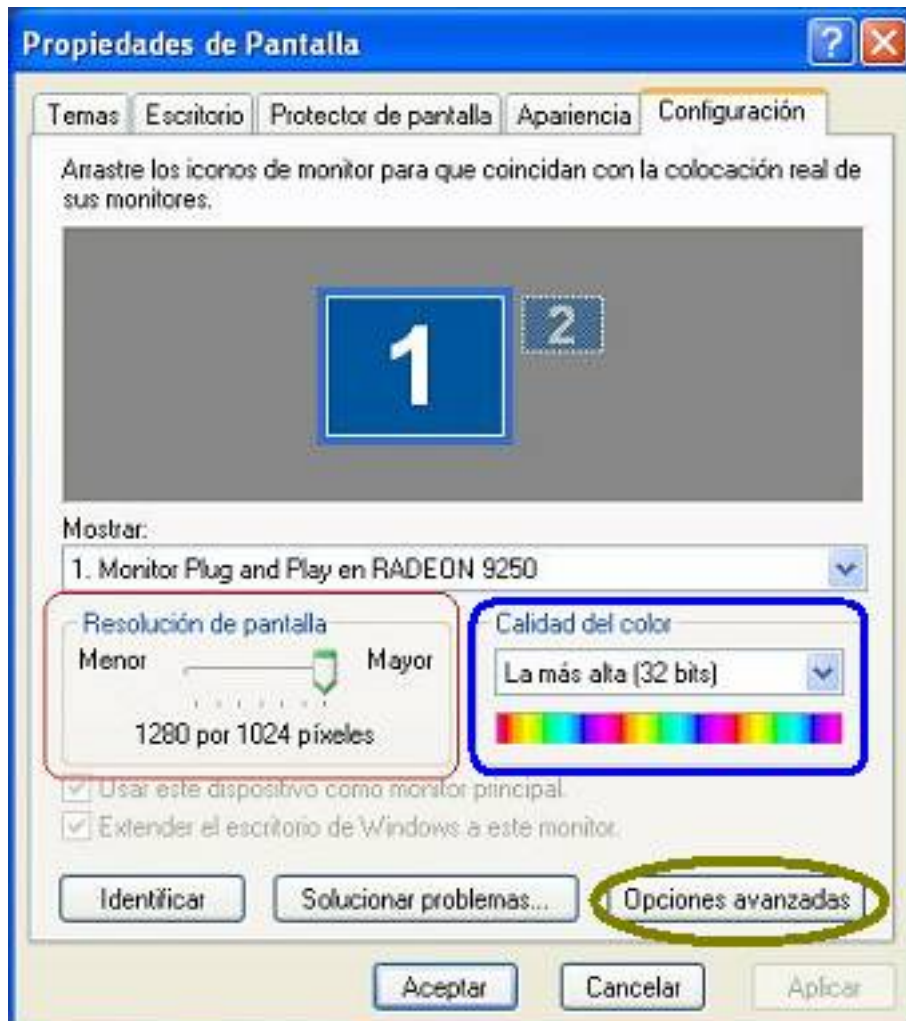 Propiedades de Pantalla
Temas Escritorio Protector de pantalla Apariencia Configuración
Arrastre los iconos de monitor para que coincidan con la colocación real de
sus monitores.
1 2
Mostrar:
1. Monitor Plug and Play en RADEON 9250
Resolución de pantalla
Menor Mayor
1280 por 1024 píxeles
Calidad del color
La más alta (32 bits)
Usar este dispositivo como monitor principal.
Extender el escritorio de Windows a este monitor.
Identificar Solucionar problemas... Opciones avanzadas
Aceptar Cancelar Aplicar